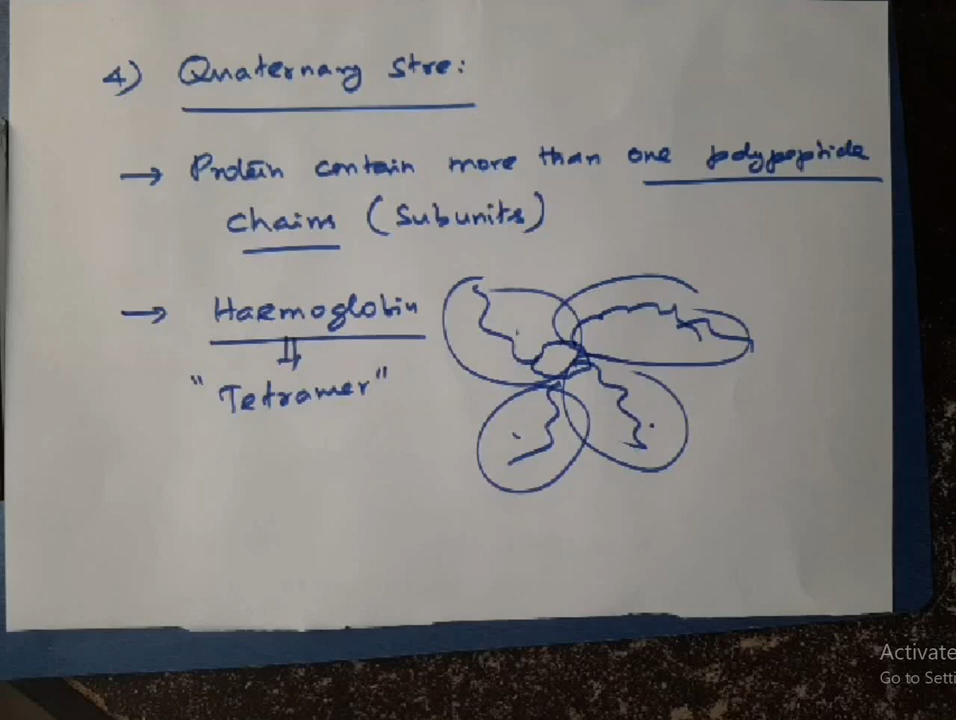 4) Quaternary Stre:
→ Protein contain more than one polypeptide
chains (Subunits)
→ Haemoglobin
"Tetramer"
Activate
Go to Setti